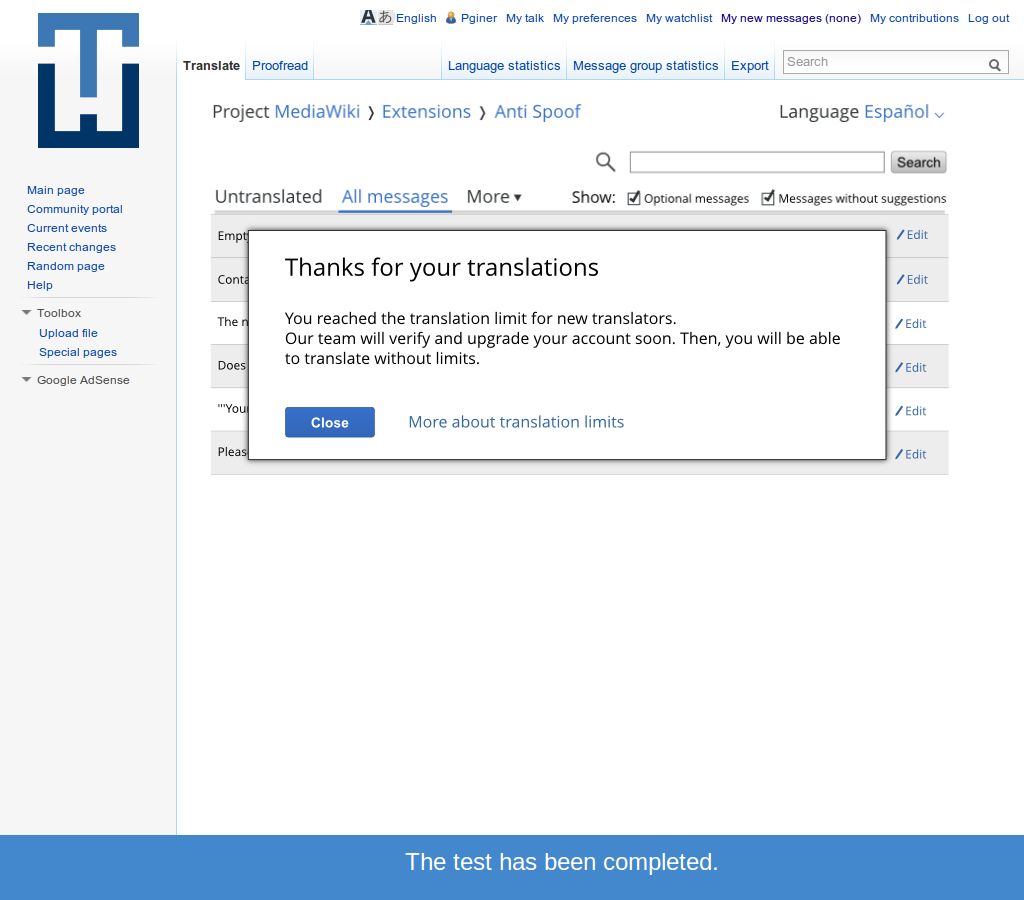 English Pginer My talk My preferences My watchlist My new messages (none) My contributions Log out
Translate Proofread Language statistics Message group statistics Export Search
Project MediaWiki ❭ Extensions ❭ Anti Spoof Language Español
Search
Untranslated All messages More ▾ Show: Optional messages Messages without suggestions
Main page
Community portal
Current events
Recent changes
Random page
Help
Toolbox
Upload file
Special pages
Google AdSense
Edit
Edit
The n Edit
Does Edit
Edit
Edit
Thanks for your translations
You reached the translation limit for new translators.
Our team will verify and upgrade your account soon. Then, you will be able
to translate without limits.
Close More about translation limits
The test has been completed.